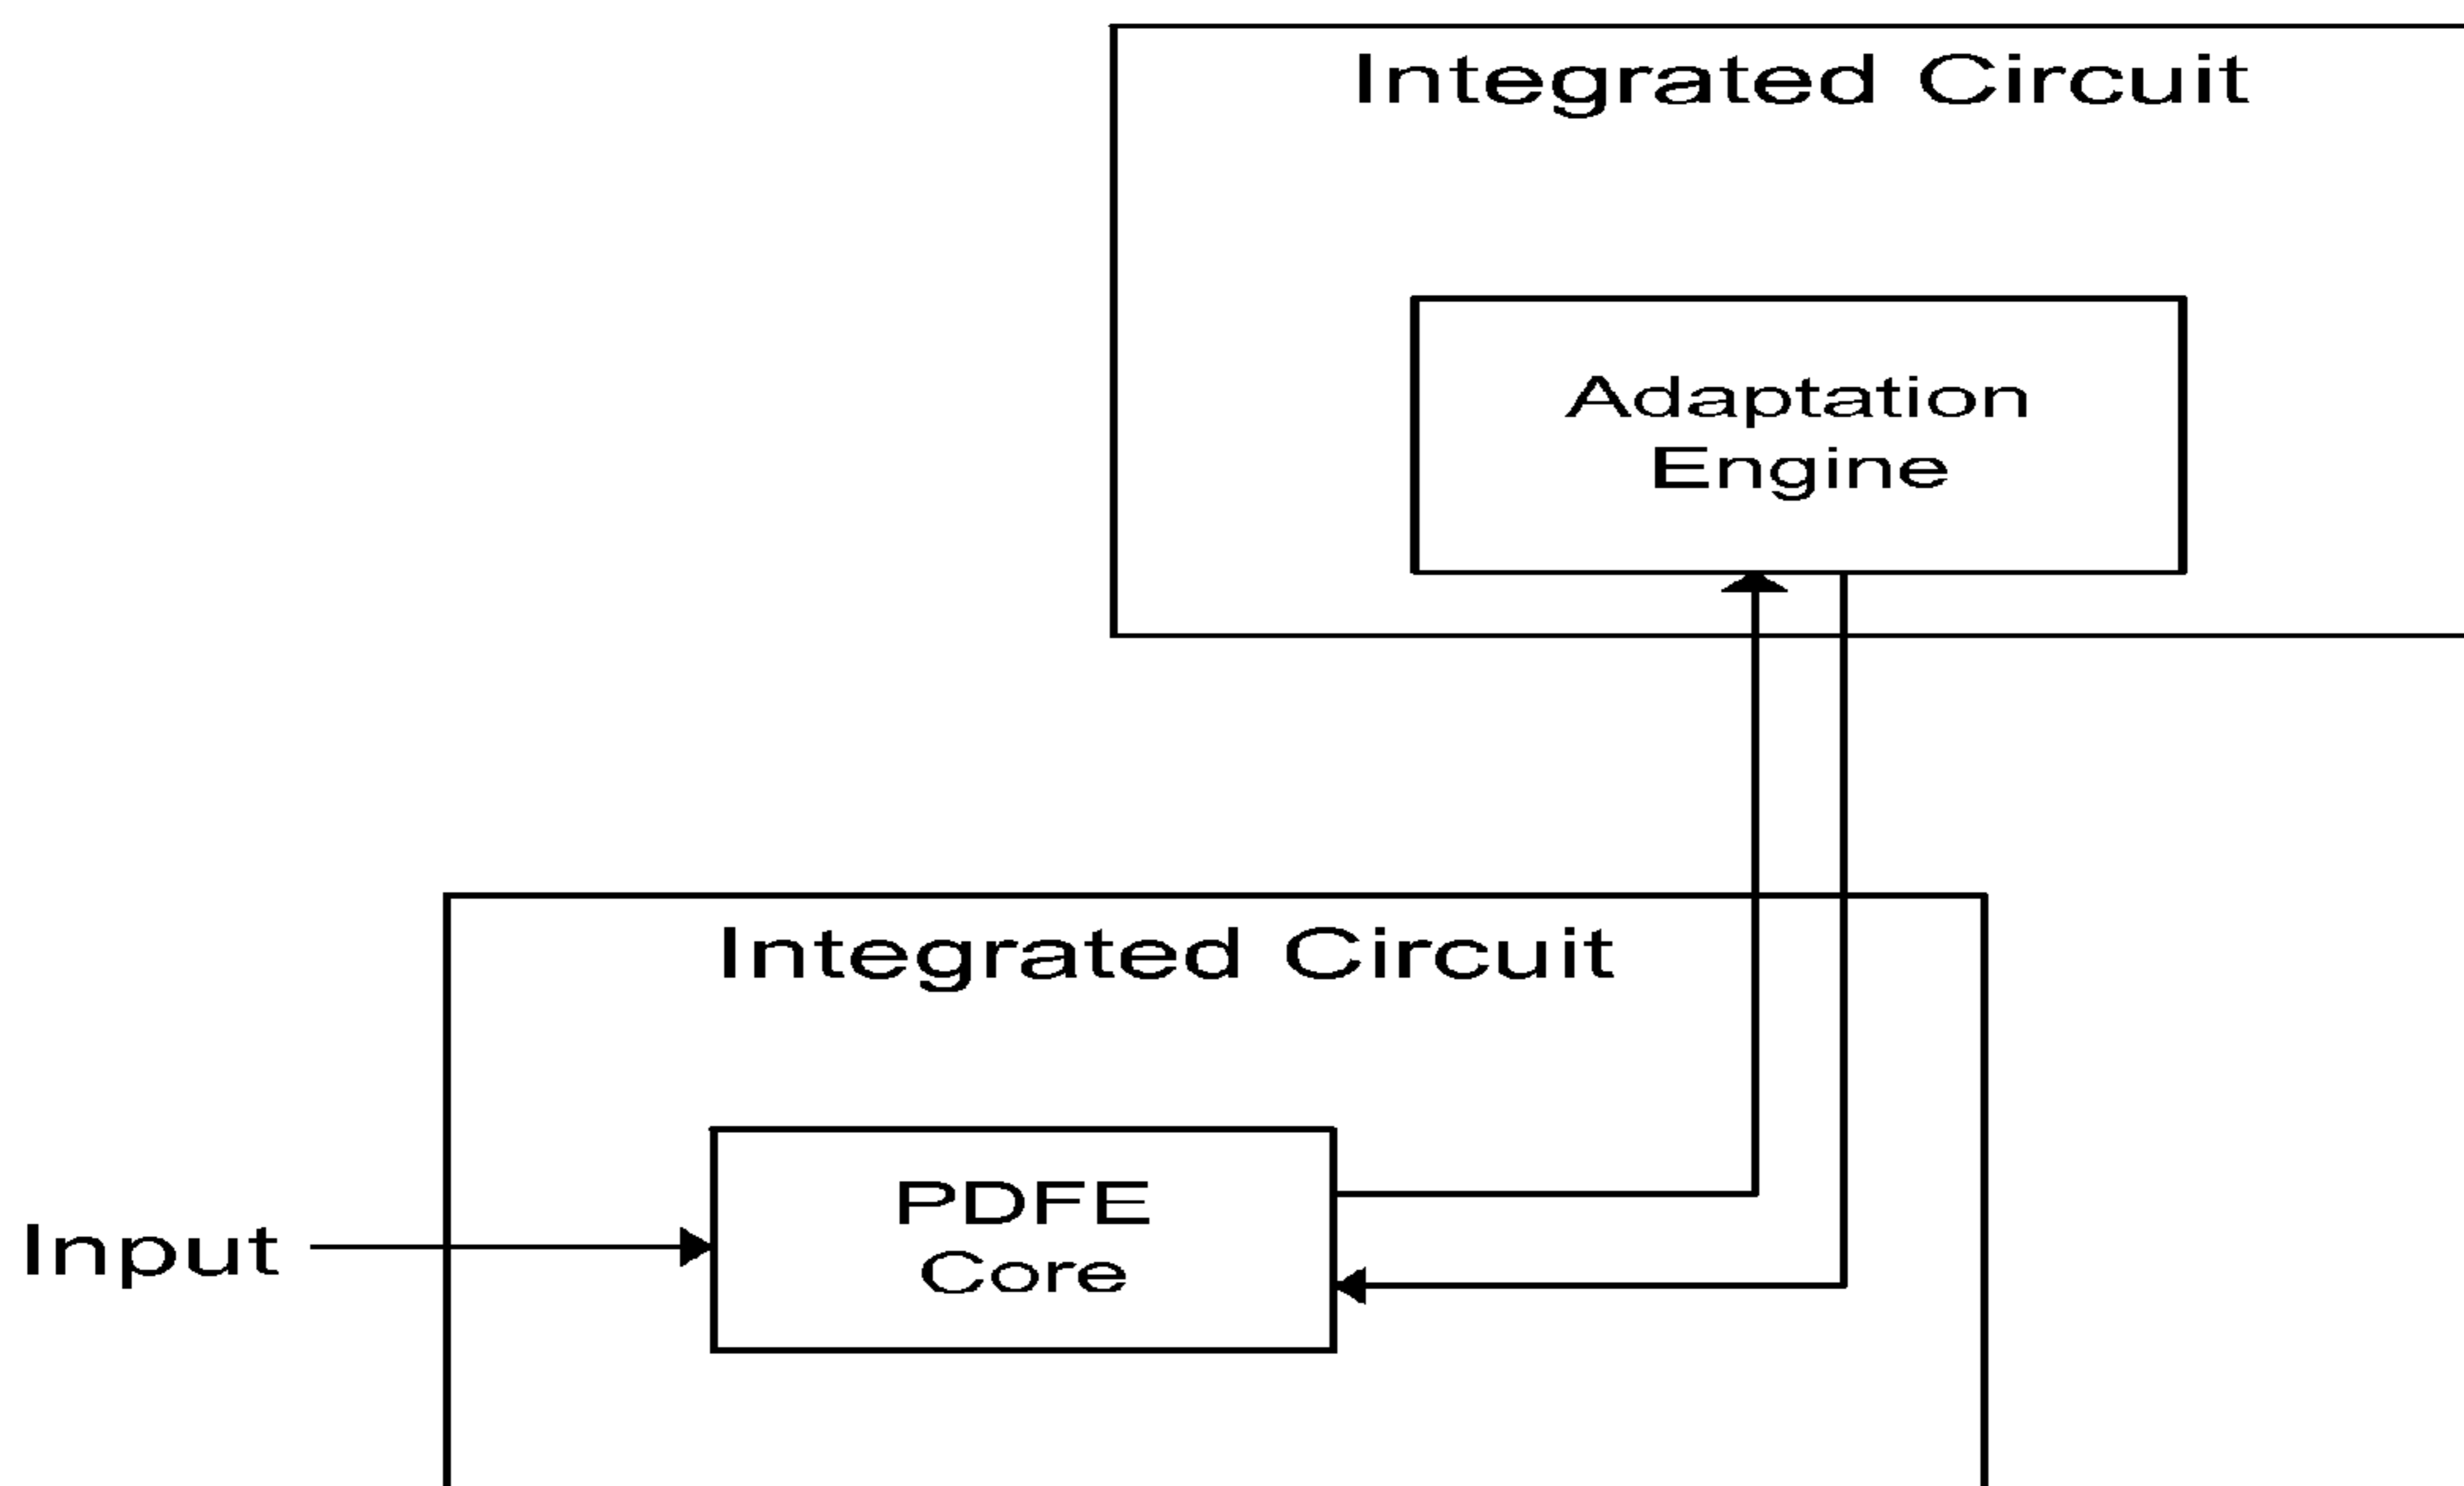 Integrated Circuit
Adaptation
Engine
Integrated Circuit
PDFE
Core
Input